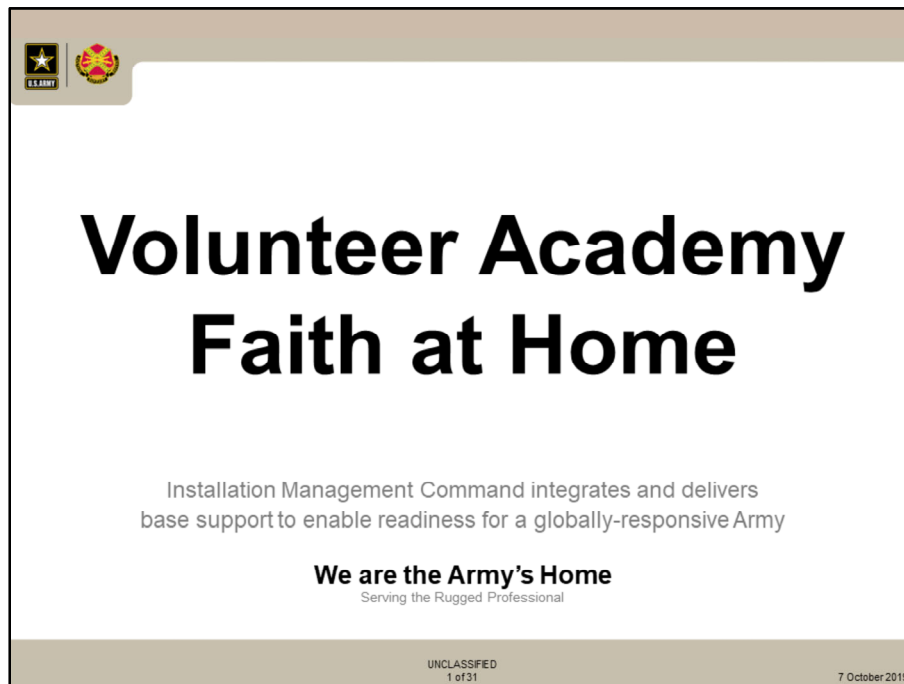 U.S. ARMY
Volunteer Academy
Faith at Home
Installation Management Command integrates and delivers
base support to enable readiness for a globally-responsive Army
We are the Army's Home
Serving the Rugged Professional
UNCLASSIFIED
1 of 31
7 October 2019